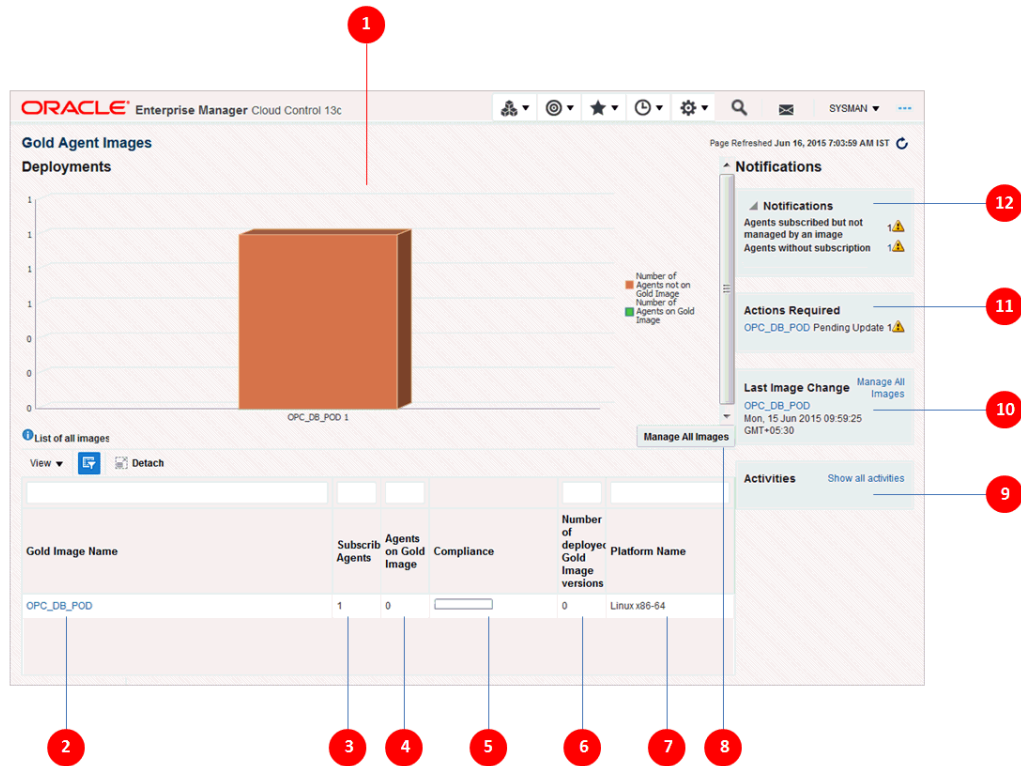 1
ORACLE® Enterprise Manager Cloud Control 13c
SYSMAN
Gold Agent Images
Page Refreshed Jun 16, 2015 7:03:59 AM IST
Deployments
1
1
1
1
0
0
0
OPC_DB_POD 1
Number of
Agents not on
Gold Image
Number of
Agents on Gold
Image
Notifications
Notifications
Agents subscribed but not
managed by an image 1
Agents without subscription 1
12
Actions Required
OPC_DB_POD Pending Update 1
11
Last Image Change Manage All
Images
OPC_DB_POD
Mon, 15 Jun 2015 09:59:25
GMT+05:30
10
Activities Show all activities
9
List of all images
Manage All Images
View Detach
Gold Image Name
Subscrib
Agents
Agents
on Gold
Image
Compliance
Number
of
deployed
Gold
Image
versions
Platform Name
OPC_DB_POD 1 0 0 Linux x86-64
2 3 4 5 6 7 8